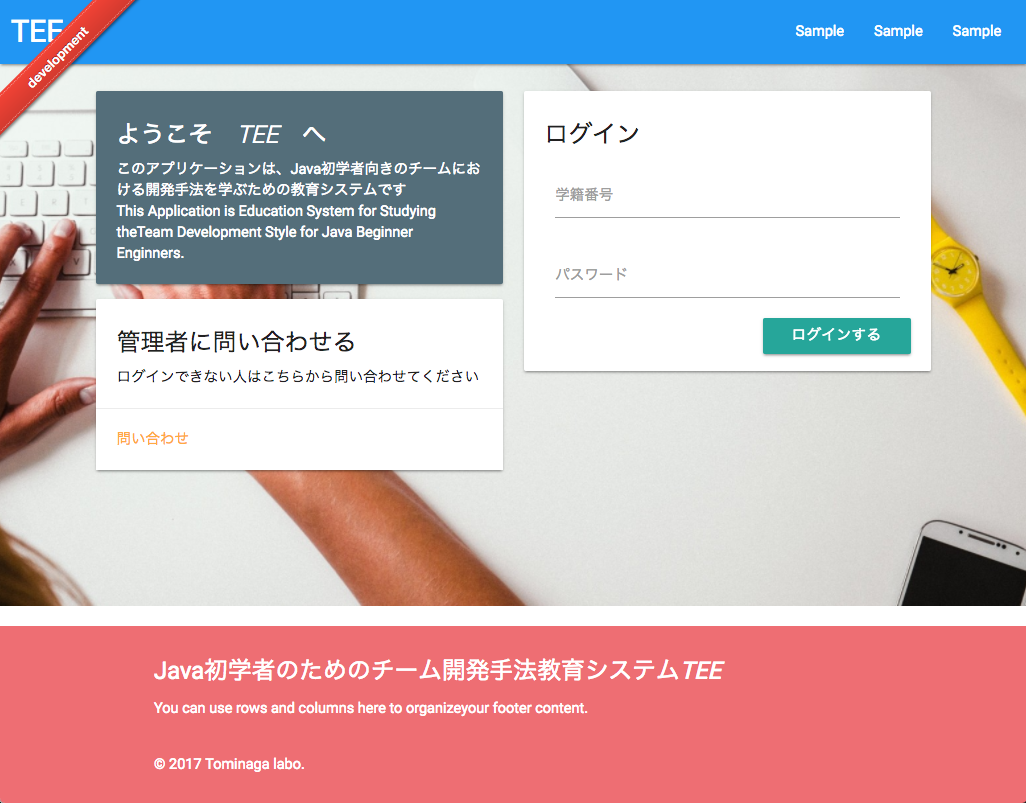 TEE
development
Sample Sample Sample
ようこそ TEE へ
このアプリケーションは、Java初学者向きのチームにお
ける開発手法を学ぶための教育システムです
This Application is Education System for Studying
theTeam Development Style for Java Beginner
Enginners.
管理者に問い合わせる
ログインできない人はこちらから問い合わせてください
問い合わせ
ログイン
学籍番号
パスワード
ログインする
Java初学者のためのチーム開発手法教育システムTEE
You can use rows and columns here to organizeyour footer content.
© 2017 Tominaga labo.